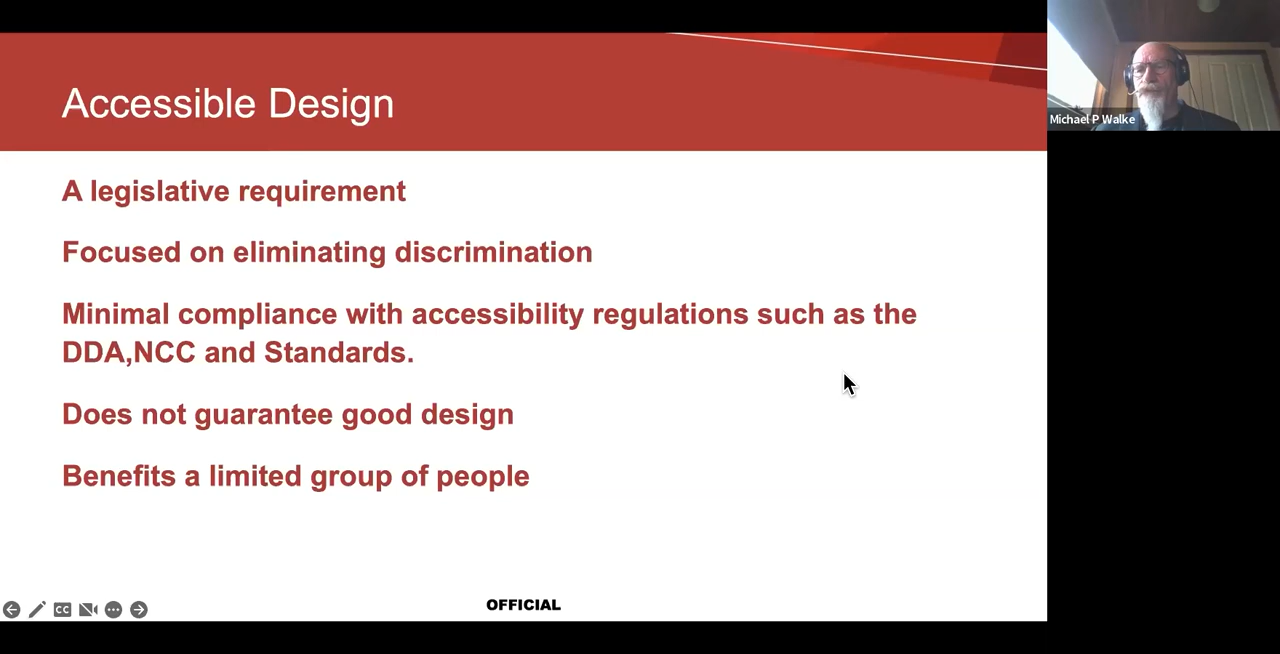 Accessible Design
A legislative requirement
Focused on eliminating discrimination
Minimal compliance with accessibility regulations such as the
DDA,NCC and Standards.
Does not guarantee good design
Benefits a limited group of people
OFFICIAL
CC
Michael P Walke